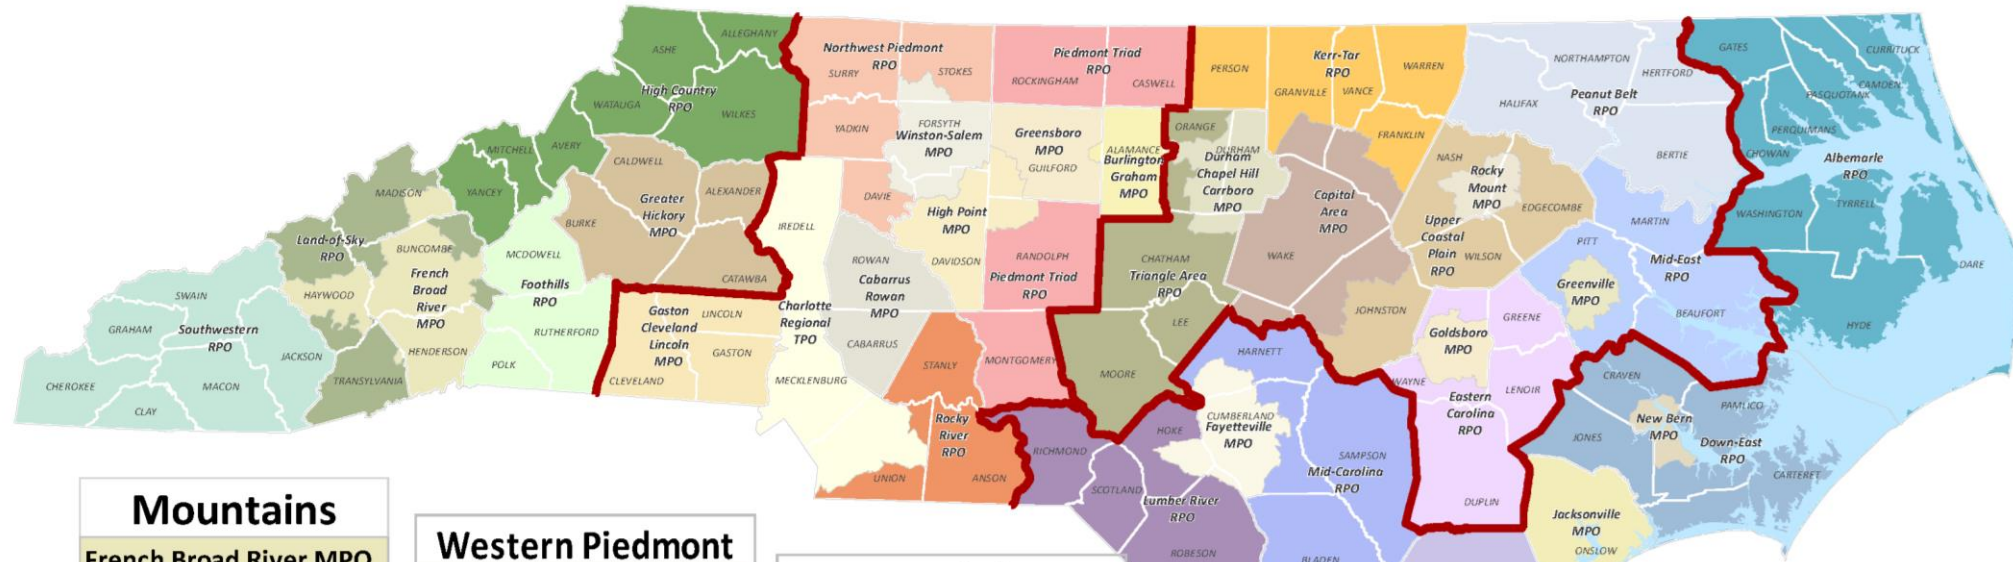 ASHE
ALLEGHANY
WATAUGA
High Country
RPO
WILKES
MITCHELL
AVERY
YANCEY
CALDWELL
Greater
Hickory
MPO
ALEXANDER
BURKE
CATAWBA
MADISON
Land-of-Sky
RPO
BUNCOMBE
HAYWOOD
French
Broad
River
MPO
HENDERSON
TRANSYLVANIA
MCDOWELL
Foothills
RPO
RUTHERFORD
POLK
SWAIN
GRAHAM
Southwestern
RPO
JACKSON
CHEROKEE
MACON
CLAY
Northwest Piedmont
RPO
SURRY
STOKES
YADKIN
DAVIE
Piedmont Triad
RPO
ROCKINGHAM
CASWELL
FORSYTH
Winston-Salem
MPO
Greensboro
MPO
GUILFORD
ALAMANCE
Burlington
Graham
MPO
High Point
MPO
DAVIDSON
RANDOLPH
Piedmont Triad
RPO
MONTGOMERY
IREDELL
ROWAN
Cabarrus
Rowan
MPO
CABARRUS
Charlotte
Regional
TPO
MECKLENBURG
Gaston
Cleveland
Lincoln
MPO
LINCOLN
GASTON
CLEVELAND
STANLY
Rocky
River
RPO
UNION
ANSON
PERSON
Kerr-Tar
RPO
GRANVILLE
VANCE
WARREN
FRANKLIN
ORANGE
DURHAM
Durham
Chapel Hill
Carrboro
MPO
Capital
Area
MPO
WAKE
CHATHAM
Triangle Area
RPO
LEE
MOORE
JOHNSTON
NORTHAMPTON
HERTFORD
HALIFAX
Peanut Belt
RPO
BERTIE
NASH
Rocky
Mount
MPO
EDGECOMBE
Upper
Coastal
Plain
RPO
WILSON
MARTIN
PITT
Mid-East
RPO
Greenville
MPO
BEAUFORT
GREENE
Goldsboro
MPO
WAYNE
LENOIR
Eastern
Carolina
RPO
DUPLIN
GATES
CURRITUCK
CAMDEN
PASQUOTANK
PERQUIMANS
CHOWAN
Albemarle
RPO
WASHINGTON
TYRRELL
DARE
HYDE
CRAVEN
PAMLICO
JONES
New Bern
MPO
Down-East
RPO
CARTERET
Jacksonville
MPO
ONSLOW
HARNETT
CUMBERLAND
Fayetteville
MPO
SAMPSON
Mid-Carolina
RPO
BLADEN
RICHMOND
HOKE
SCOTLAND
Lumber River
RPO
ROBESON
Mountains
French Broad River MPO
Western Piedmont